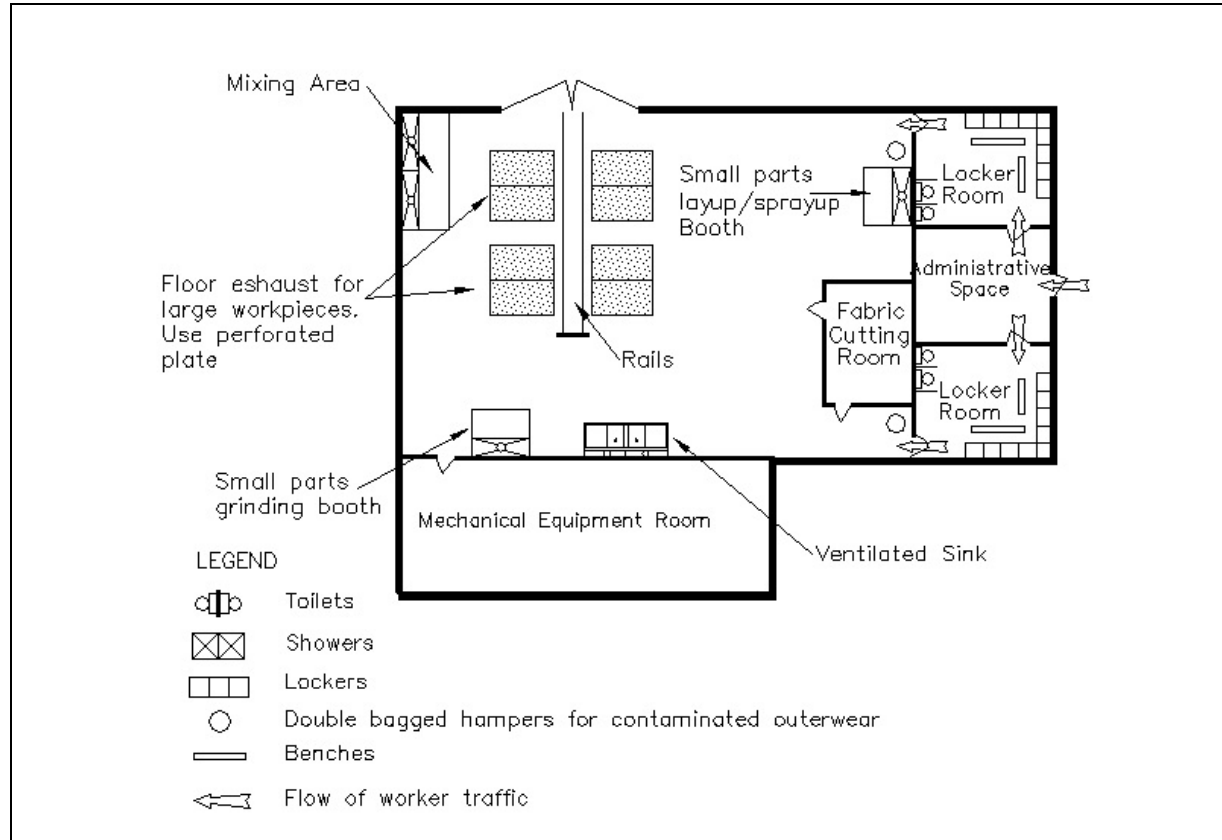 Mixing Area
Small parts
layup/sprayup
Booth
Locker
Room
Administrative
Space
Floor eshaust for
large workpieces.
Use perforated
plate
Fabric
Cutting
Room
Rails
Locker
Room
Small parts
grinding booth
Mechanical Equipment Room
Ventilated Sink
LEGEND
Toilets
Showers
Lockers
Double bagged hampers for contaminated outerwear
Benches
Flow of worker traffic